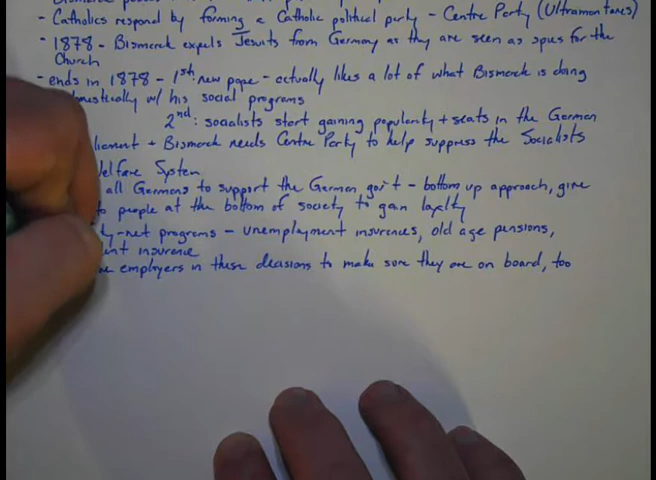 - Catholics respond by forming a Catholic political party - Centre Party (Ultramontanes)
- 1878 - Bismarck expels Jesuits from Germany as they are seen as spies for the
Church
- ends in 1878 - 1st: new pope - actually likes a lot of what Bismarck is doing
domestically w/ his social programs
2nd: socialists start gaining popularity + seats in the German
liament + Bismarck needs Centre Party to help suppress the Socialists
Welfare System
all Germans to support the German gov't - bottom up approach, give
to people at the bottom of society to gain loyalty
ty-net programs - unemployment insurances, old age pensions,
insurance
employers in these decisions to make sure they are on board, too